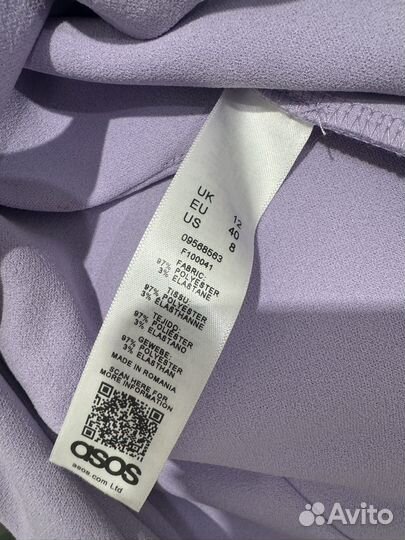 UK 12
EU 40
US 8
09568563
F100041
FABRIC:
97% POLYESTER
3% ELASTANE
TISSU:
97% POLYESTER
3% ELASTHANNE
TEJIDO:
97% POLIÉSTER
3% ELASTANO
GEWEBE:
97% POLYESTER
3% ELASTHAN
MADE IN ROMANIA
SCAN HERE FOR
MORE INFORMATION
asos
asos.com Ltd
Avito